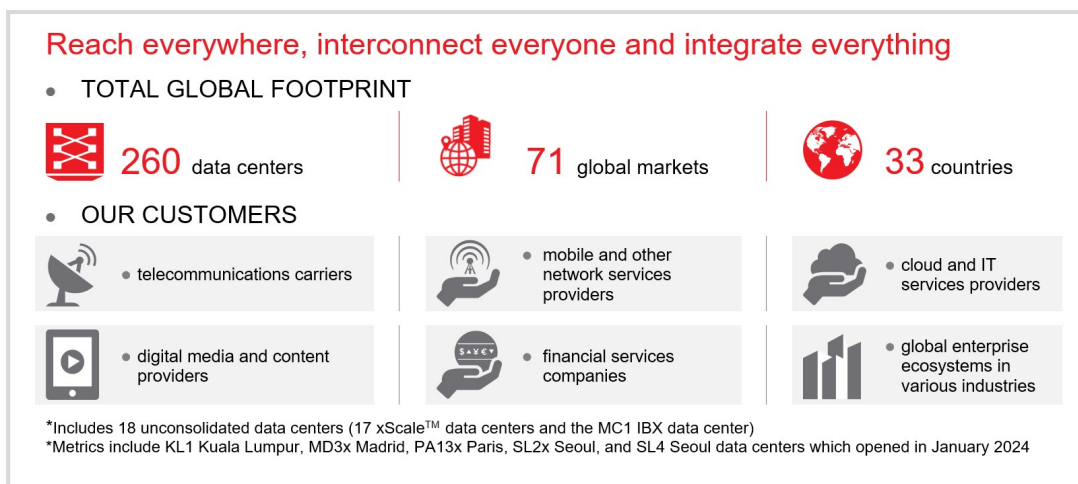 Reach everywhere, interconnect everyone and integrate everything
• TOTAL GLOBAL FOOTPRINT
260 data centers
71 global markets
33 countries
• OUR CUSTOMERS
• telecommunications carriers
• mobile and other
network services
providers
• cloud and IT
services providers
• digital media and content
providers
$ ¥ €
• financial services
companies
• global enterprise
ecosystems in
various industries
*Includes 18 unconsolidated data centers (17 xScale™ data centers and the MC1 IBX data center)
*Metrics include KL1 Kuala Lumpur, MD3x Madrid, PA13x Paris, SL2x Seoul, and SL4 Seoul data centers which opened in January 2024